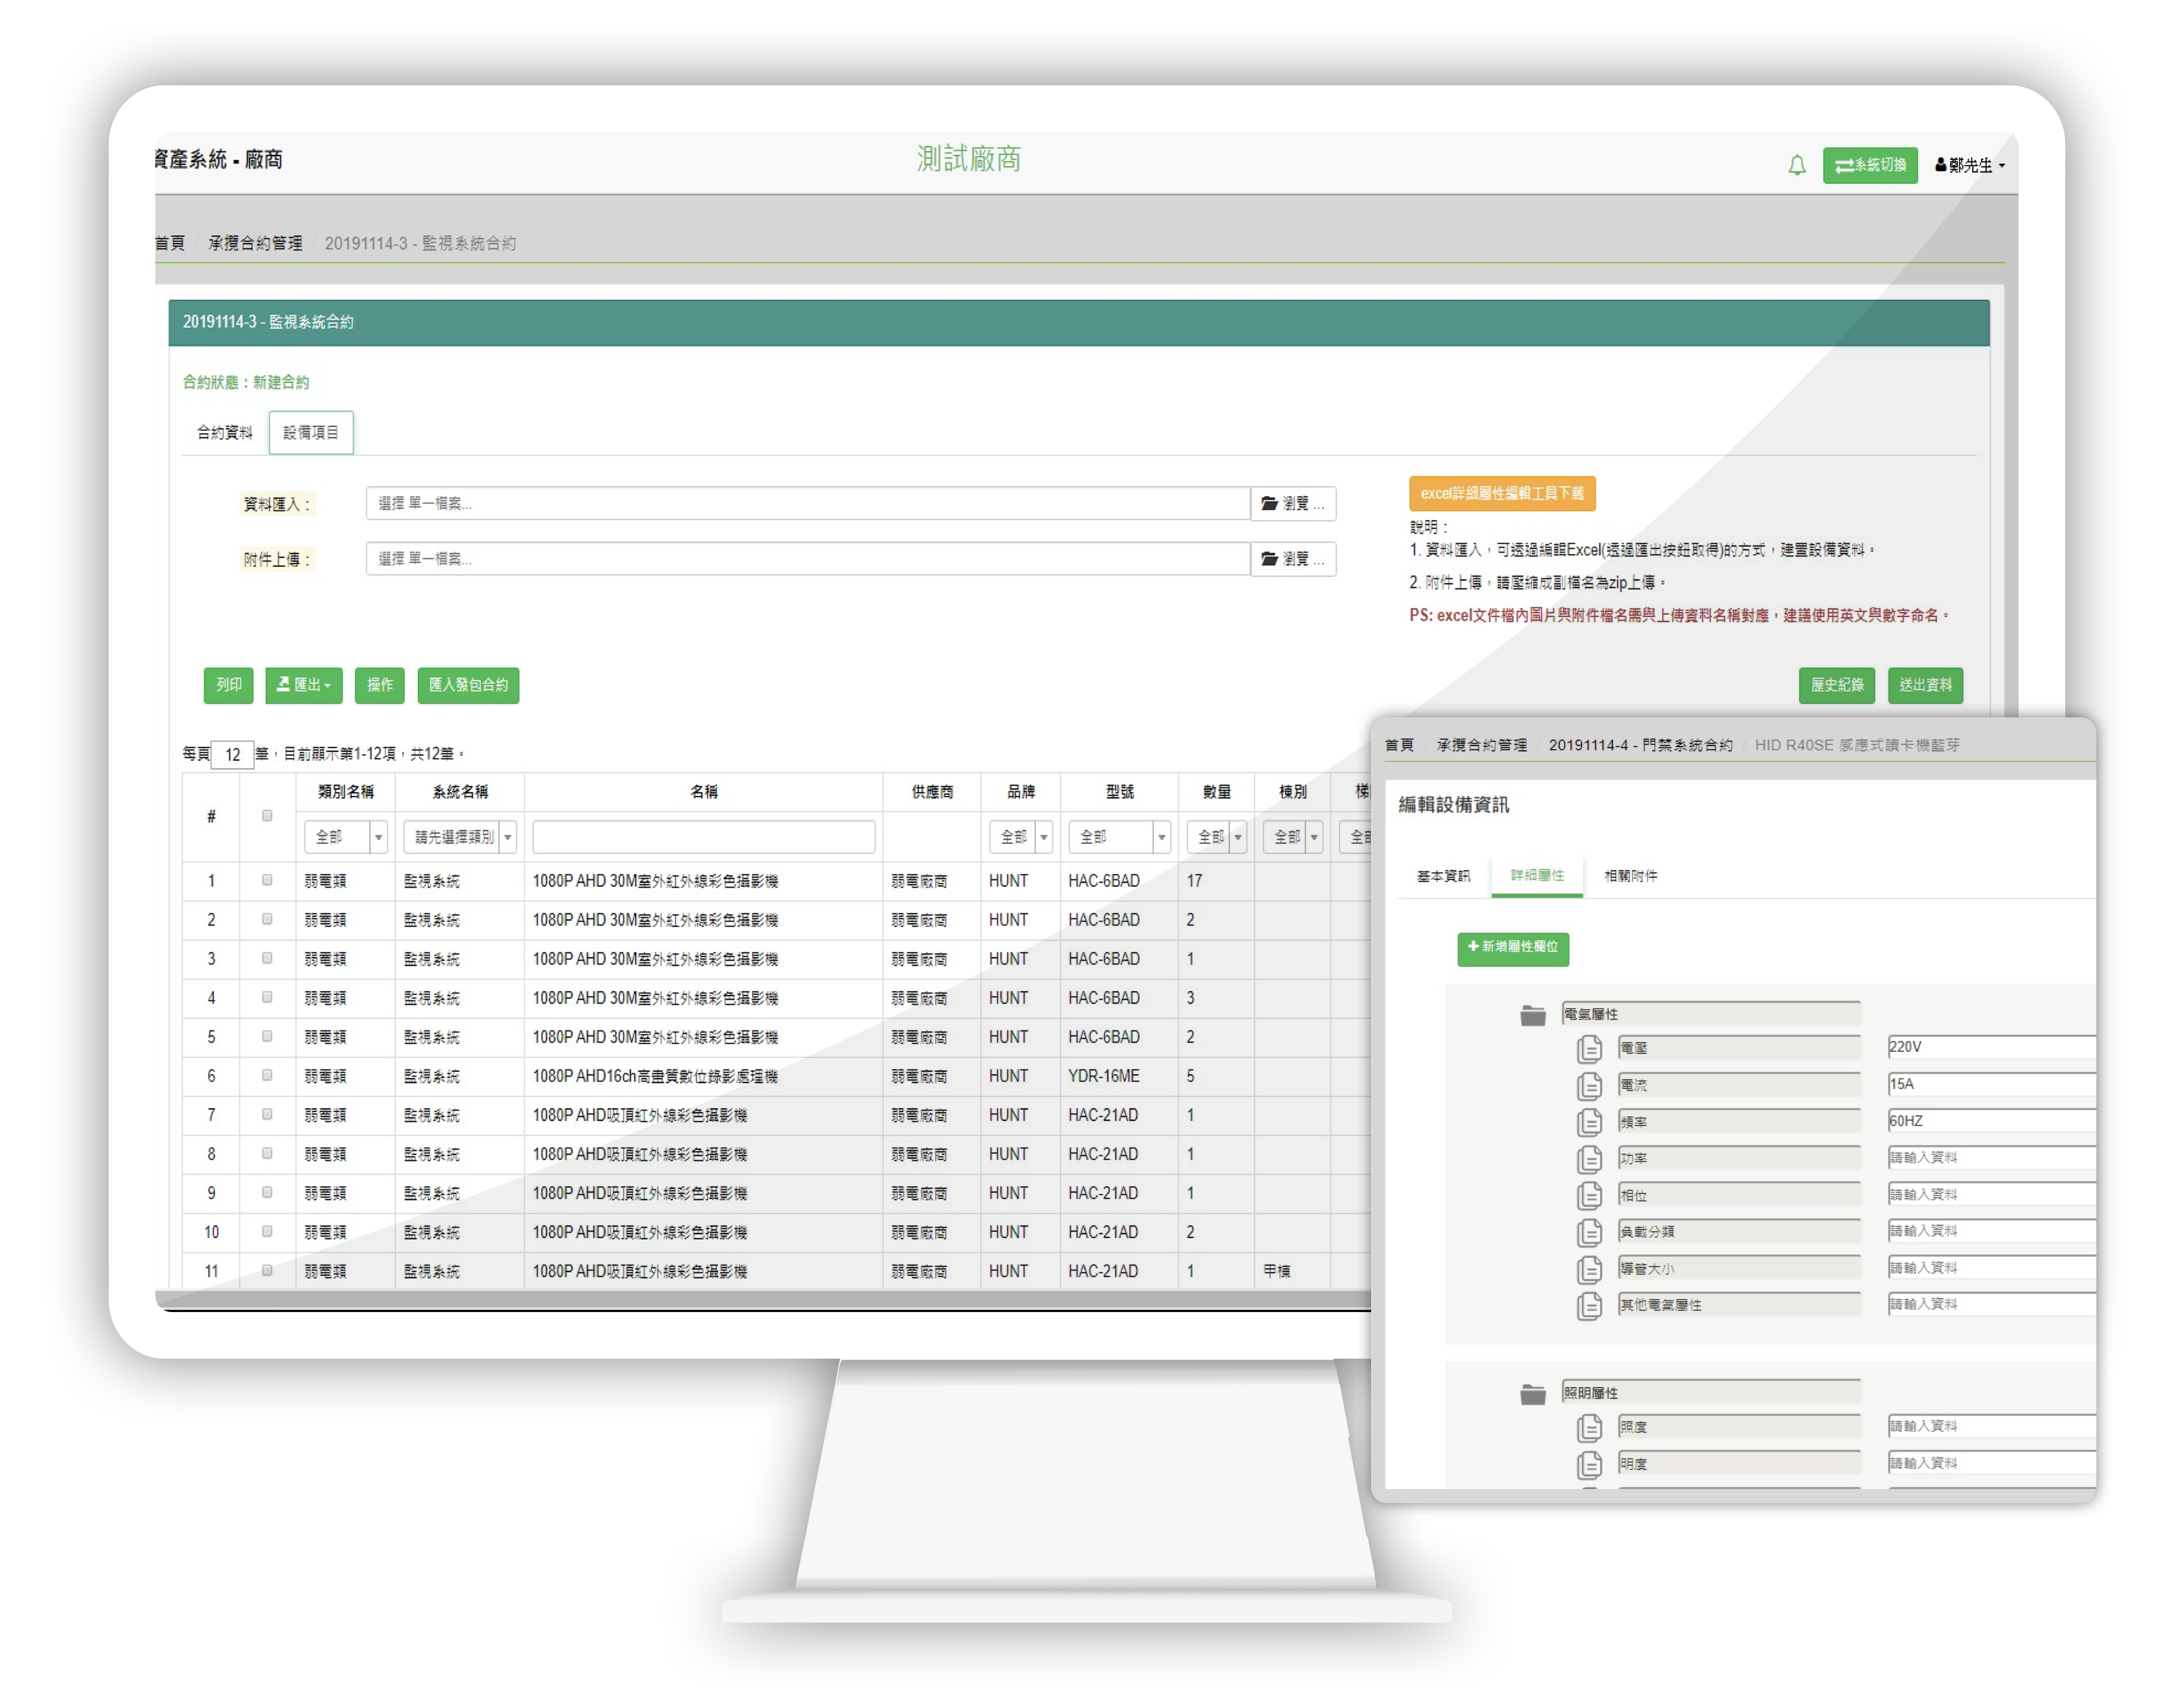 資產系統 - 廠商
測試廠商
系統切換
鄭先生
首頁 / 承攬合約管理 / 20191114-3 - 監視系統合約
20191114-3 - 監視系統合約
合約狀態：新建合約
合約資料 設備項目
資料匯入： 選擇 單一檔案... 瀏覽 ...
附件上傳： 選擇 單一檔案... 瀏覽 ...
excel詳細屬性編輯工具下載
說明：
1. 資料匯入，可透過編輯Excel(透過匯出按鈕取得)的方式，建置設備資料。
2. 附件上傳，請壓縮成副檔名為zip上傳。
PS: excel文件檔內圖片與附件檔名需與上傳資料名稱對應，建議使用英文與數字命名。
列印 匯出 操作 匯入發包合約 歷史紀錄 送出資料
每頁 12 筆，目前顯示第1-12項，共12筆。
# 類別名稱 系統名稱 名稱 供應商 品牌 型號 數量 棟別 梯
全部 請先選擇類別 全部 全部 全部 全部 全部
1 弱電類 監視系統 1080P AHD 30M室外紅外線彩色攝影機 弱電廠商 HUNT HAC-6BAD 17
2 弱電類 監視系統 1080P AHD 30M室外紅外線彩色攝影機 弱電廠商 HUNT HAC-6BAD 2
3 弱電類 監視系統 1080P AHD 30M室外紅外線彩色攝影機 弱電廠商 HUNT HAC-6BAD 1
4 弱電類 監視系統 1080P AHD 30M室外紅外線彩色攝影機 弱電廠商 HUNT HAC-6BAD 3
5 弱電類 監視系統 1080P AHD 30M室外紅外線彩色攝影機 弱電廠商 HUNT HAC-6BAD 2
6 弱電類 監視系統 1080P AHD16ch高畫質數位錄影處理機 弱電廠商 HUNT YDR-16ME 5
7 弱電類 監視系統 1080P AHD吸頂紅外線彩色攝影機 弱電廠商 HUNT HAC-21AD 1
8 弱電類 監視系統 1080P AHD吸頂紅外線彩色攝影機 弱電廠商 HUNT HAC-21AD 1
9 弱電類 監視系統 1080P AHD吸頂紅外線彩色攝影機 弱電廠商 HUNT HAC-21AD 1
10 弱電類 監視系統 1080P AHD吸頂紅外線彩色攝影機 弱電廠商 HUNT HAC-21AD 2
11 弱電類 監視系統 1080P AHD吸頂紅外線彩色攝影機 弱電廠商 HUNT HAC-21AD 1 甲棟
首頁 / 承攬合約管理 / 20191114-4 - 門禁系統合約 / HID R40SE 感應式讀卡機藍芽
編輯設備資訊
基本資訊 詳細屬性 相關附件
新增屬性欄位
電氣屬性
電壓 220V
電流 15A
頻率 60HZ
功率 請輸入資料
相位 請輸入資料
負載分類 請輸入資料
導管大小 請輸入資料
其他電氣屬性 請輸入資料
照明屬性
照度 請輸入資料
明度 請輸入資料